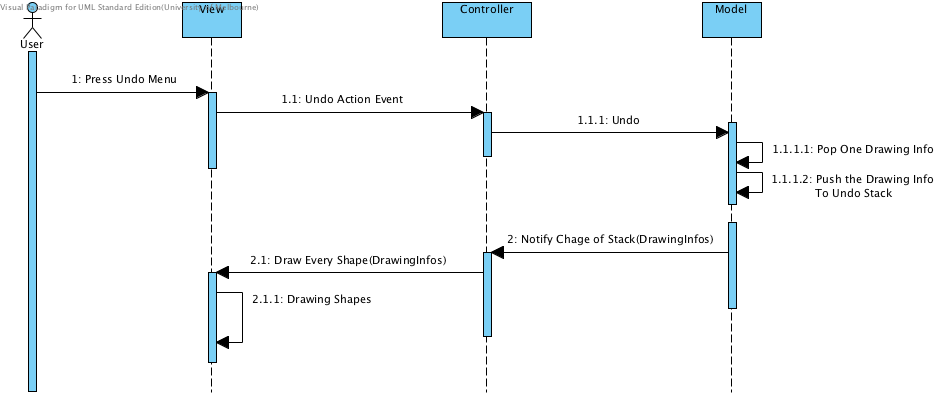 Visual Paradigm for UML Standard Edition(University of Melbourne)
View
Controller
Model
User
1: Press Undo Menu
1.1: Undo Action Event
1.1.1: Undo
1.1.1.1: Pop One Drawing Info
1.1.1.2: Push the Drawing Info
To Undo Stack
2: Notify Chage of Stack(DrawingInfos)
2.1: Draw Every Shape(DrawingInfos)
2.1.1: Drawing Shapes